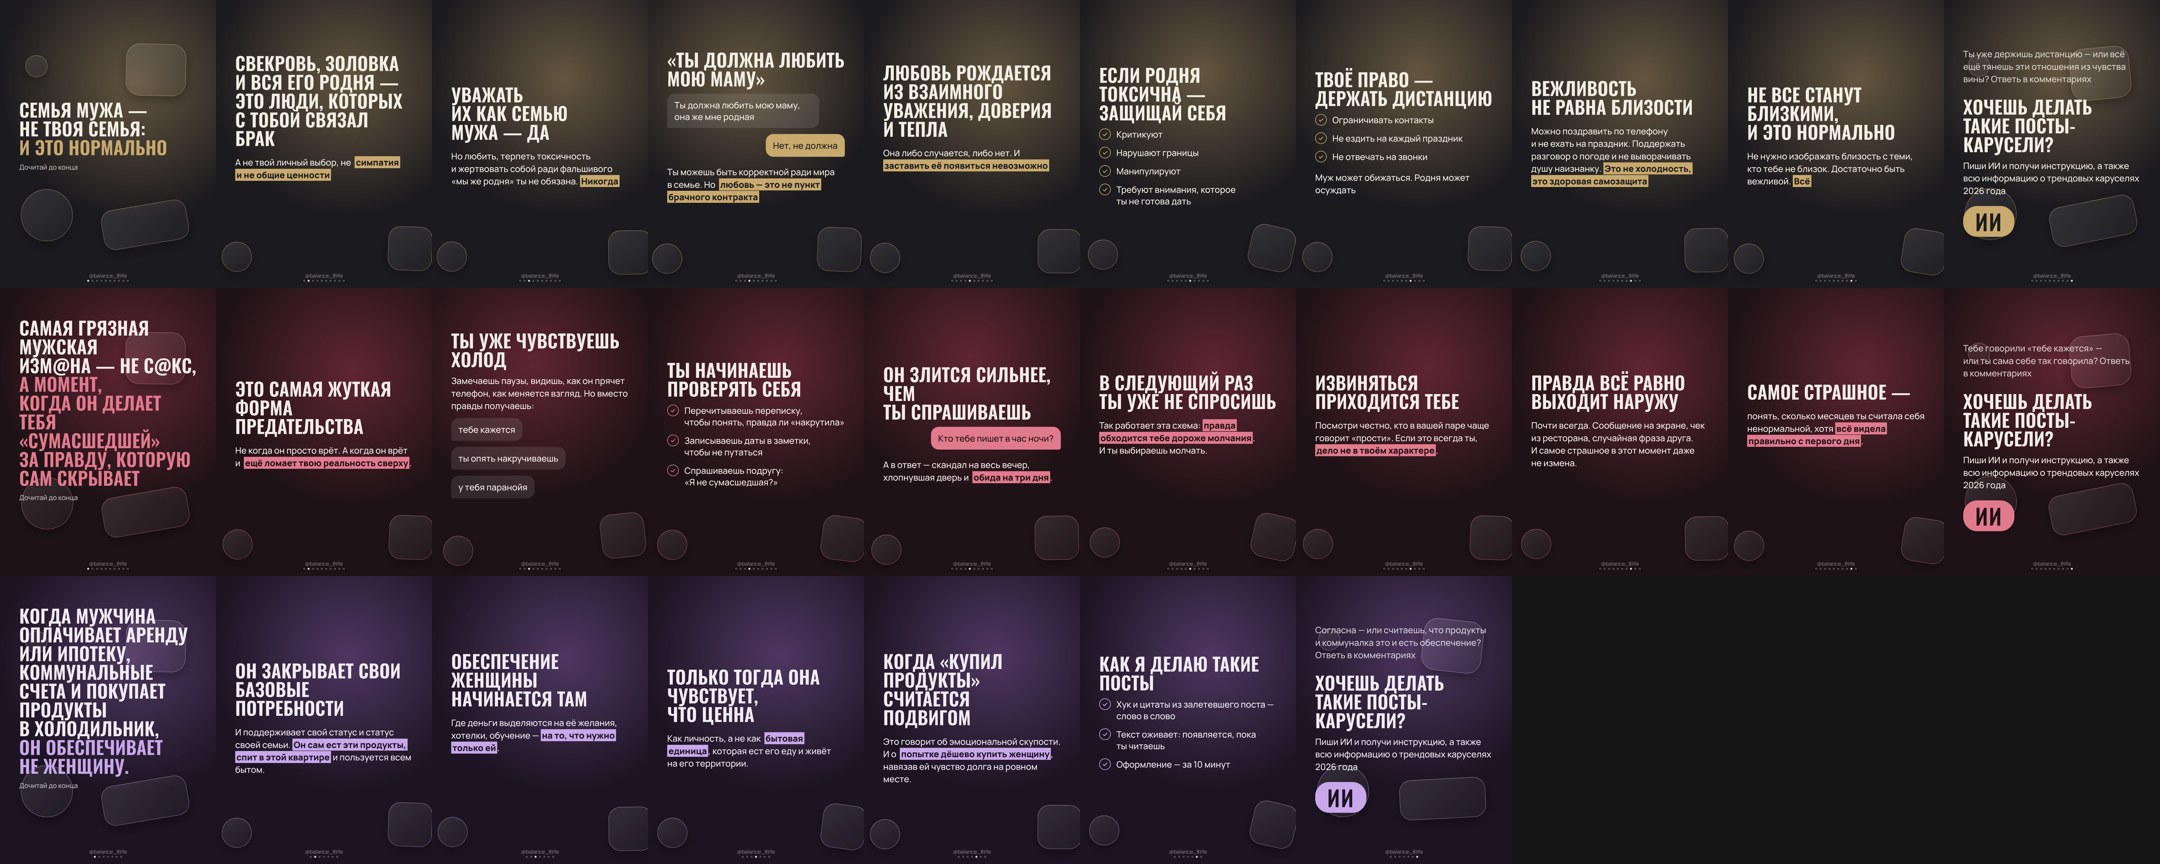 СЕМЬЯ МУЖА —
НЕ ТВОЯ СЕМЬЯ:
И ЭТО НОРМАЛЬНО
Дочитай до конца
СВЕКРОВЬ, ЗОЛОВКА
И ВСЯ ЕГО РОДНЯ —
ЭТО ЛЮДИ, КОТОРЫХ
С ТОБОЙ СВЯЗАЛ
БРАК
А не твой личный выбор, не симпатия
и не общие ценности
@balance_8life
УВАЖАТЬ
ИХ КАК СЕМЬЮ
МУЖА — ДА
Но любить, терпеть токсичность
и жертвовать собой ради фальшивого
«мы же родня» ты не обязана. Никогда
@balance_8life
«ТЫ ДОЛЖНА ЛЮБИТЬ
МОЮ МАМУ»
Ты должна любить мою маму,
она же мне родная
Нет, не должна
Ты можешь быть корректной ради мира
в семье. Но любовь — это не пункт
брачного контракта
@balance_8life
ЛЮБОВЬ РОЖДАЕТСЯ
ИЗ ВЗАИМНОГО
УВАЖЕНИЯ, ДОВЕРИЯ
И ТЕПЛА
Она либо случается, либо нет. И
заставить её появиться невозможно
@balance_8life
ЕСЛИ РОДНЯ
ТОКСИЧНА —
ЗАЩИЩАЙ СЕБЯ
Критикуют
Нарушают границы
Манипулируют
Требуют внимания, которое
ты не готова дать
@balance_8life
ТВОЁ ПРАВО —
ДЕРЖАТЬ ДИСТАНЦИЮ
Ограничивать контакты
Не ездить на каждый праздник
Не отвечать на звонки
Муж может обижаться. Родня может
осуждать
@balance_8life
ВЕЖЛИВОСТЬ
НЕ РАВНА БЛИЗОСТИ
Можно поздравить по телефону
и не ехать на праздник. Поддержать
разговор о погоде и не выворачивать
душу наизнанку. Это не холодность,
это здоровая самозащита
@balance_8life
НЕ ВСЕ СТАНУТ
БЛИЗКИМИ,
И ЭТО НОРМАЛЬНО
Не нужно изображать близость с теми,
кто тебе не близок. Достаточно быть
вежливой. Всё
@balance_8life
Ты уже держишь дистанцию — или всё
ещё тянешь эти отношения из чувства
вины? Ответь в комментариях
ХОЧЕШЬ ДЕЛАТЬ
ТАКИЕ ПОСТЫ-
КАРУСЕЛИ?
Пиши ИИ и получи инструкцию, а также
всю информацию о трендовых каруселях
2026 года
ИИ
@balance_8life
САМАЯ ГРЯЗНАЯ
МУЖСКАЯ
ИЗМ@НА — НЕ С@КС,
А МОМЕНТ,
КОГДА ОН ДЕЛАЕТ
ТЕБЯ
«СУМАСШЕДШЕЙ»
ЗА ПРАВДУ, КОТОРУЮ
САМ СКРЫВАЕТ
Дочитай до конца
@balance_8life
ЭТО САМАЯ ЖУТКАЯ
ФОРМА
ПРЕДАТЕЛЬСТВА
Не когда он просто врёт. А когда он врёт
и ещё ломает твою реальность сверху.
@balance_8life
ТЫ УЖЕ ЧУВСТВУЕШЬ
ХОЛОД
Замечаешь паузы, видишь, как он прячет
телефон, как меняется взгляд. Но вместо
правды получаешь:
тебе кажется
ты опять накручиваешь
у тебя паранойя
@balance_8life
ТЫ НАЧИНАЕШЬ
ПРОВЕРЯТЬ СЕБЯ
Перечитываешь переписку,
чтобы понять, правда ли «накрутила»
Записываешь даты в заметки,
чтобы не путаться
Спрашиваешь подругу:
«Я не сумасшедшая?»
@balance_8life
ОН ЗЛИТСЯ СИЛЬНЕЕ,
ЧЕМ
ТЫ СПРАШИВАЕШЬ
Кто тебе пишет в час ночи?
А в ответ — скандал на весь вечер,
хлопнувшая дверь и обида на три дня.
@balance_8life
В СЛЕДУЮЩИЙ РАЗ
ТЫ УЖЕ НЕ СПРОСИШЬ
Так работает эта схема: правда
обходится тебе дороже молчания.
И ты выбираешь молчать.
@balance_8life
ИЗВИНЯТЬСЯ
ПРИХОДИТСЯ ТЕБЕ
Посмотри честно, кто в вашей паре чаще
говорит «прости». Если это всегда ты,
дело не в твоём характере.
@balance_8life
ПРАВДА ВСЁ РАВНО
ВЫХОДИТ НАРУЖУ
Почти всегда. Сообщение на экране, чек
из ресторана, случайная фраза друга.
И самое страшное в этот момент даже
не измена.
@balance_8life
САМОЕ СТРАШНОЕ —
понять, сколько месяцев ты считала себя
ненормальной, хотя всё видела
правильно с первого дня.
@balance_8life
Тебе говорили «тебе кажется» —
или ты сама себе так говорила? Ответь
в комментариях
ХОЧЕШЬ ДЕЛАТЬ
ТАКИЕ ПОСТЫ-
КАРУСЕЛИ?
Пиши ИИ и получи инструкцию, а также
всю информацию о трендовых каруселях
2026 года
ИИ
@balance_8life
КОГДА МУЖЧИНА
ОПЛАЧИВАЕТ АРЕНДУ
ИЛИ ИПОТЕКУ,
КОММУНАЛЬНЫЕ
СЧЕТА И ПОКУПАЕТ
ПРОДУКТЫ
В ХОЛОДИЛЬНИК,
ОН ОБЕСПЕЧИВАЕТ
НЕ ЖЕНЩИНУ.
Дочитай до конца
@balance_8life
ОН ЗАКРЫВАЕТ СВОИ
БАЗОВЫЕ
ПОТРЕБНОСТИ
И поддерживает свой статус и статус
своей семьи. Он сам ест эти продукты,
спит в этой квартире и пользуется всем
бытом.
@balance_8life
ОБЕСПЕЧЕНИЕ
ЖЕНЩИНЫ
НАЧИНАЕТСЯ ТАМ
Где деньги выделяются на её желания,
хотелки, обучение — на то, что нужно
только ей.
@balance_8life
ТОЛЬКО ТОГДА ОНА
ЧУВСТВУЕТ,
ЧТО ЦЕННА
Как личность, а не как бытовая
единица, которая ест его еду и живёт
на его территории.
@balance_8life
КОГДА «КУПИЛ
ПРОДУКТЫ»
СЧИТАЕТСЯ
ПОДВИГОМ
Это говорит об эмоциональной скупости.
И о попытке дёшево купить женщину,
навязав ей чувство долга на ровном
месте.
@balance_8life
КАК Я ДЕЛАЮ ТАКИЕ
ПОСТЫ
Хук и цитаты из залетевшего поста —
слово в слово
Текст оживает: появляется, пока
ты читаешь
Оформление — за 10 минут
@balance_8life
Согласна — или считаешь, что продукты
и коммуналка это и есть обеспечение?
Ответь в комментариях
ХОЧЕШЬ ДЕЛАТЬ
ТАКИЕ ПОСТЫ-
КАРУСЕЛИ?
Пиши ИИ и получи инструкцию, а также
всю информацию о трендовых каруселях
2026 года
ИИ
@balance_8life